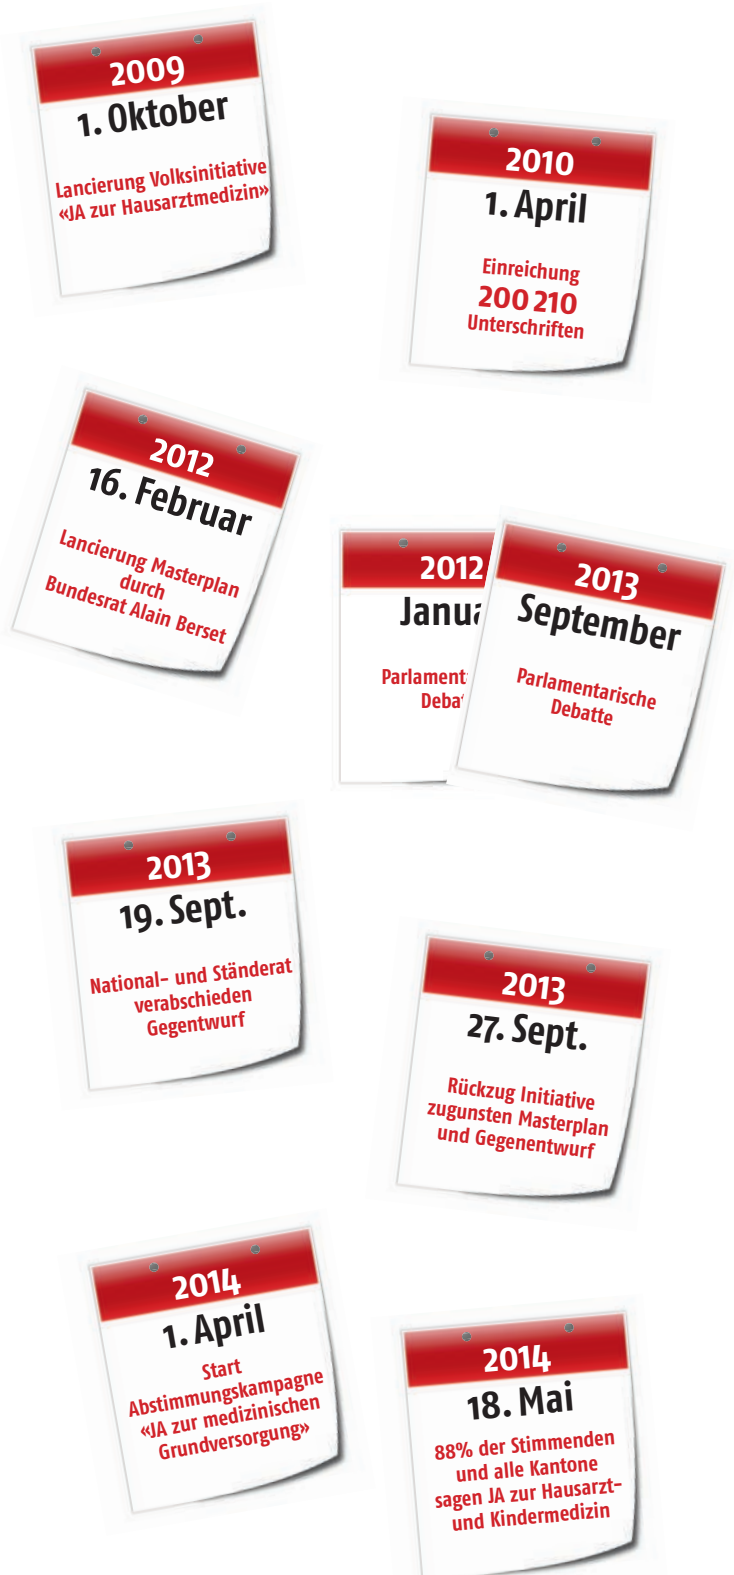 2009
1. Oktober
Lancierung Volksinitiative
«JA zur Hausarztmedizin»
2010
1. April
Einreichung
200 210
Unterschriften
2012
16. Februar
Lancierung Masterplan
durch
Bundesrat Alain Berset
2012
Janua
Parlament
Deba
2013
September
Parlamentarische
Debatte
2013
19. Sept.
National- und Ständerat
verabschieden
Gegentwurf
2013
27. Sept.
Rückzug Initiative
zugunsten Masterplan
und Gegenentwurf
2014
1. April
Start
Abstimmungskampagne
«JA zur medizinischen
Grundversorgung»
2014
18. Mai
88% der Stimmenden
und alle Kantone
sagen JA zur Hausarzt-
und Kindermedizin